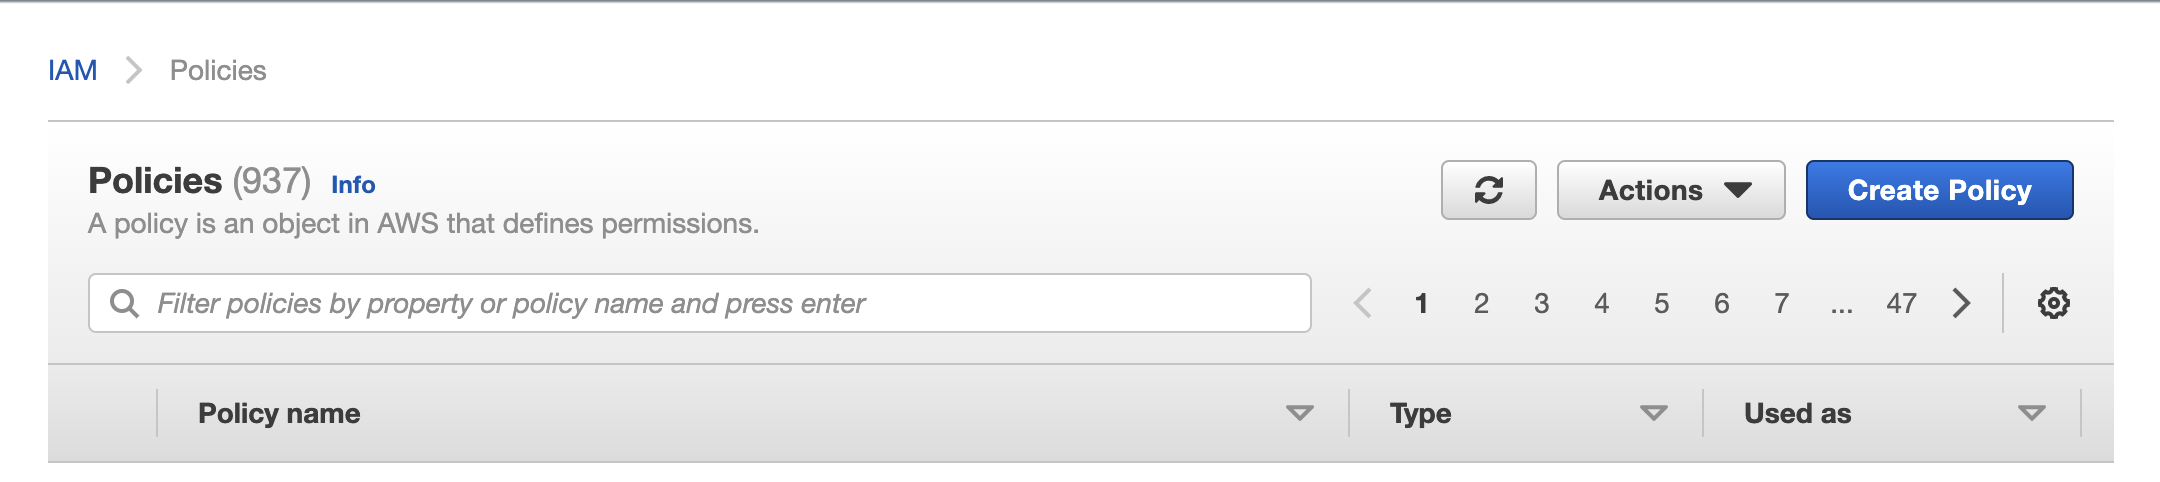 IAM Policies
Policies (937) Info
A policy is an object in AWS that defines permissions.
Actions
Create Policy
Filter policies by property or policy name and press enter
1 2 3 4 5 6 7 ... 47
Policy name Type Used as